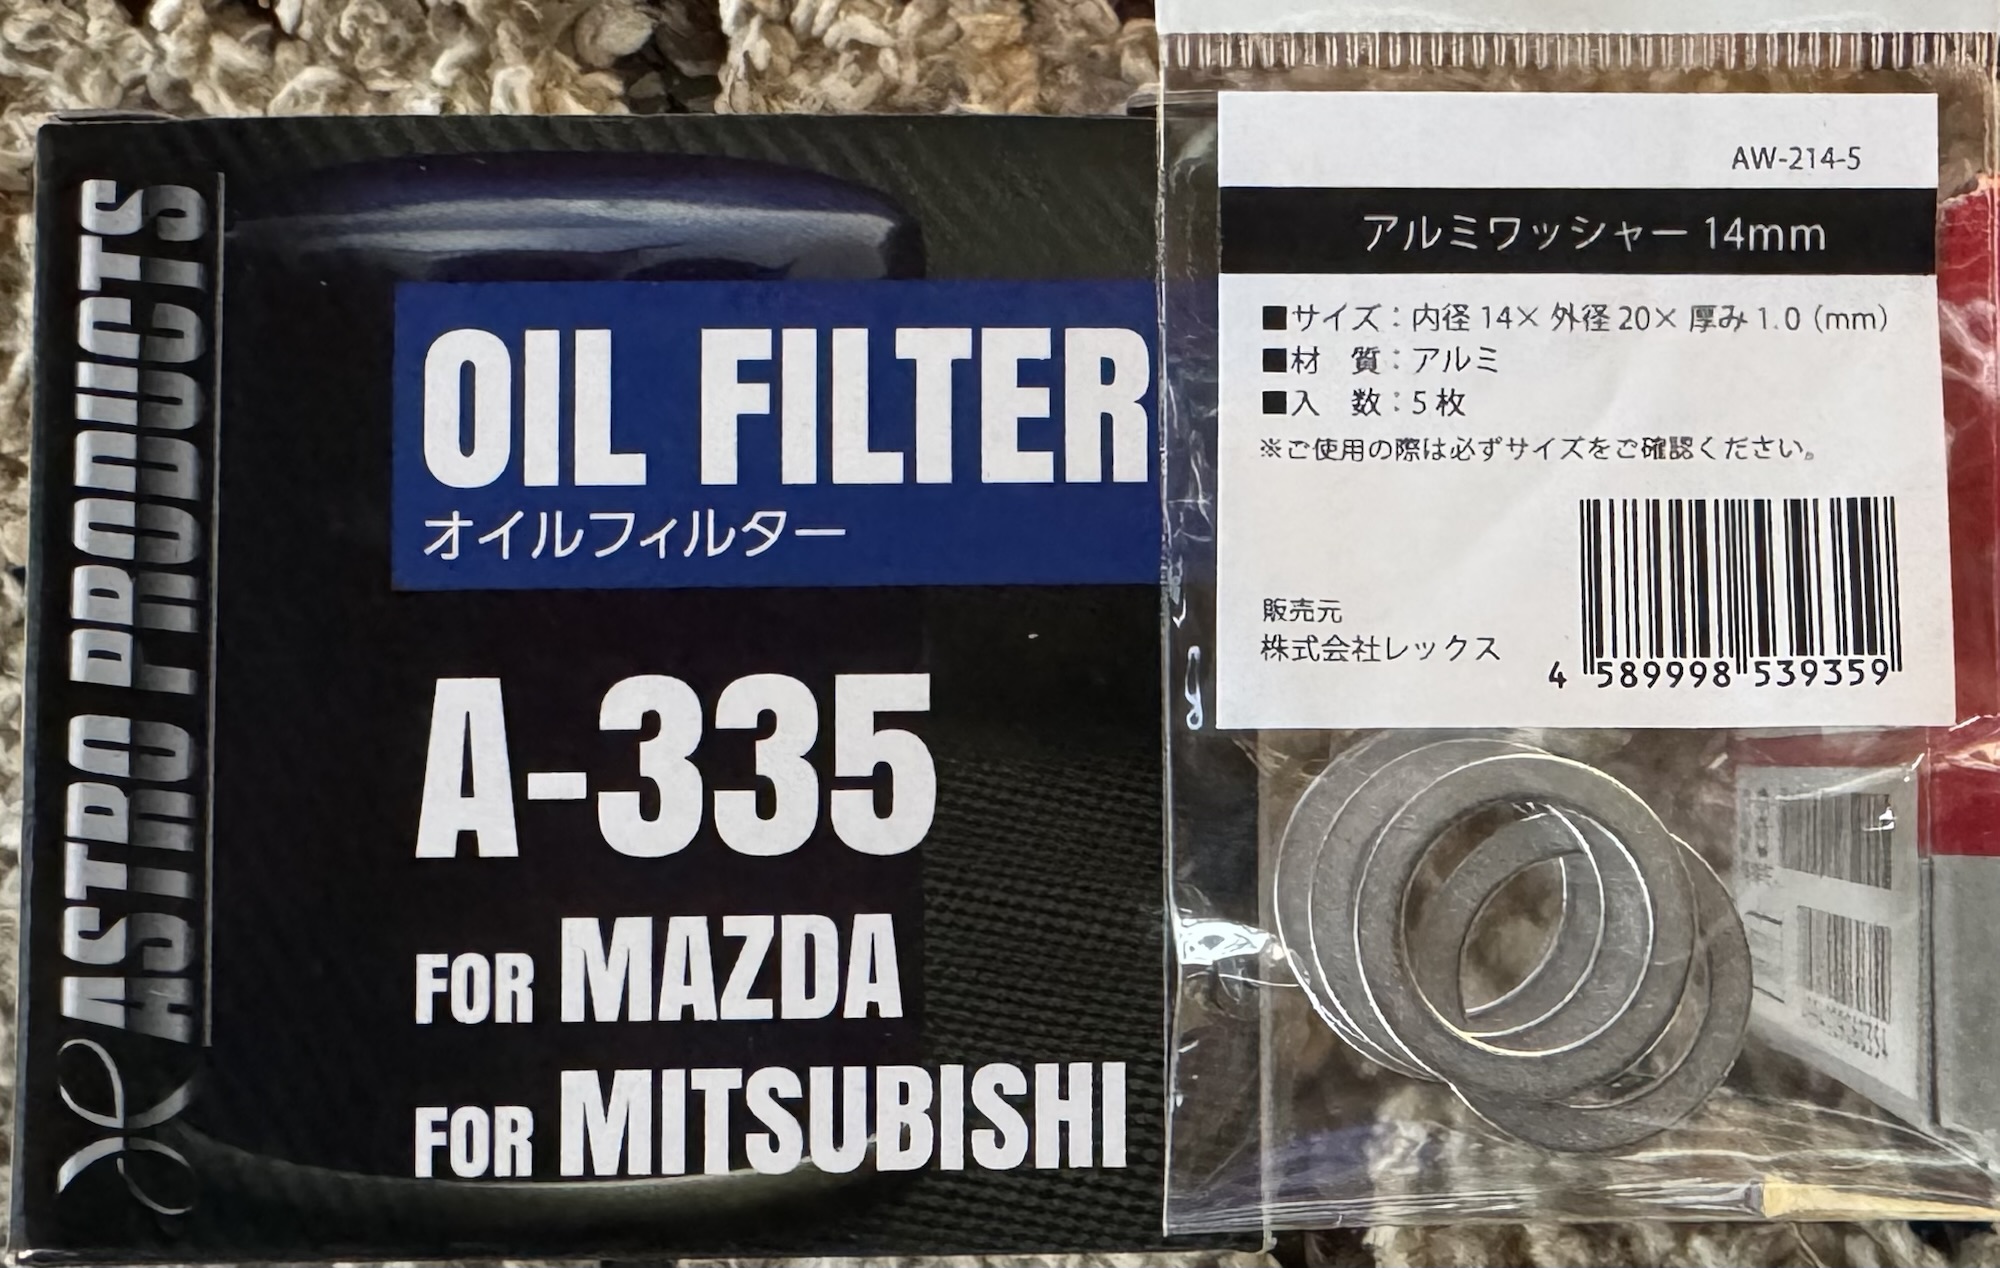 ASTRO PRODUCTS
OIL FILTER
オイルフィルター
A-335
FOR MAZDA
FOR MITSUBISHI
AW-214-5
アルミワッシャー 14mm
■サイズ：内径 14× 外径 20× 厚み 1.0（mm）
■材　質：アルミ
■入　数：5 枚
※ご使用の際は必ずサイズをご確認ください。
販売元
株式会社レックス
4 589998 539359